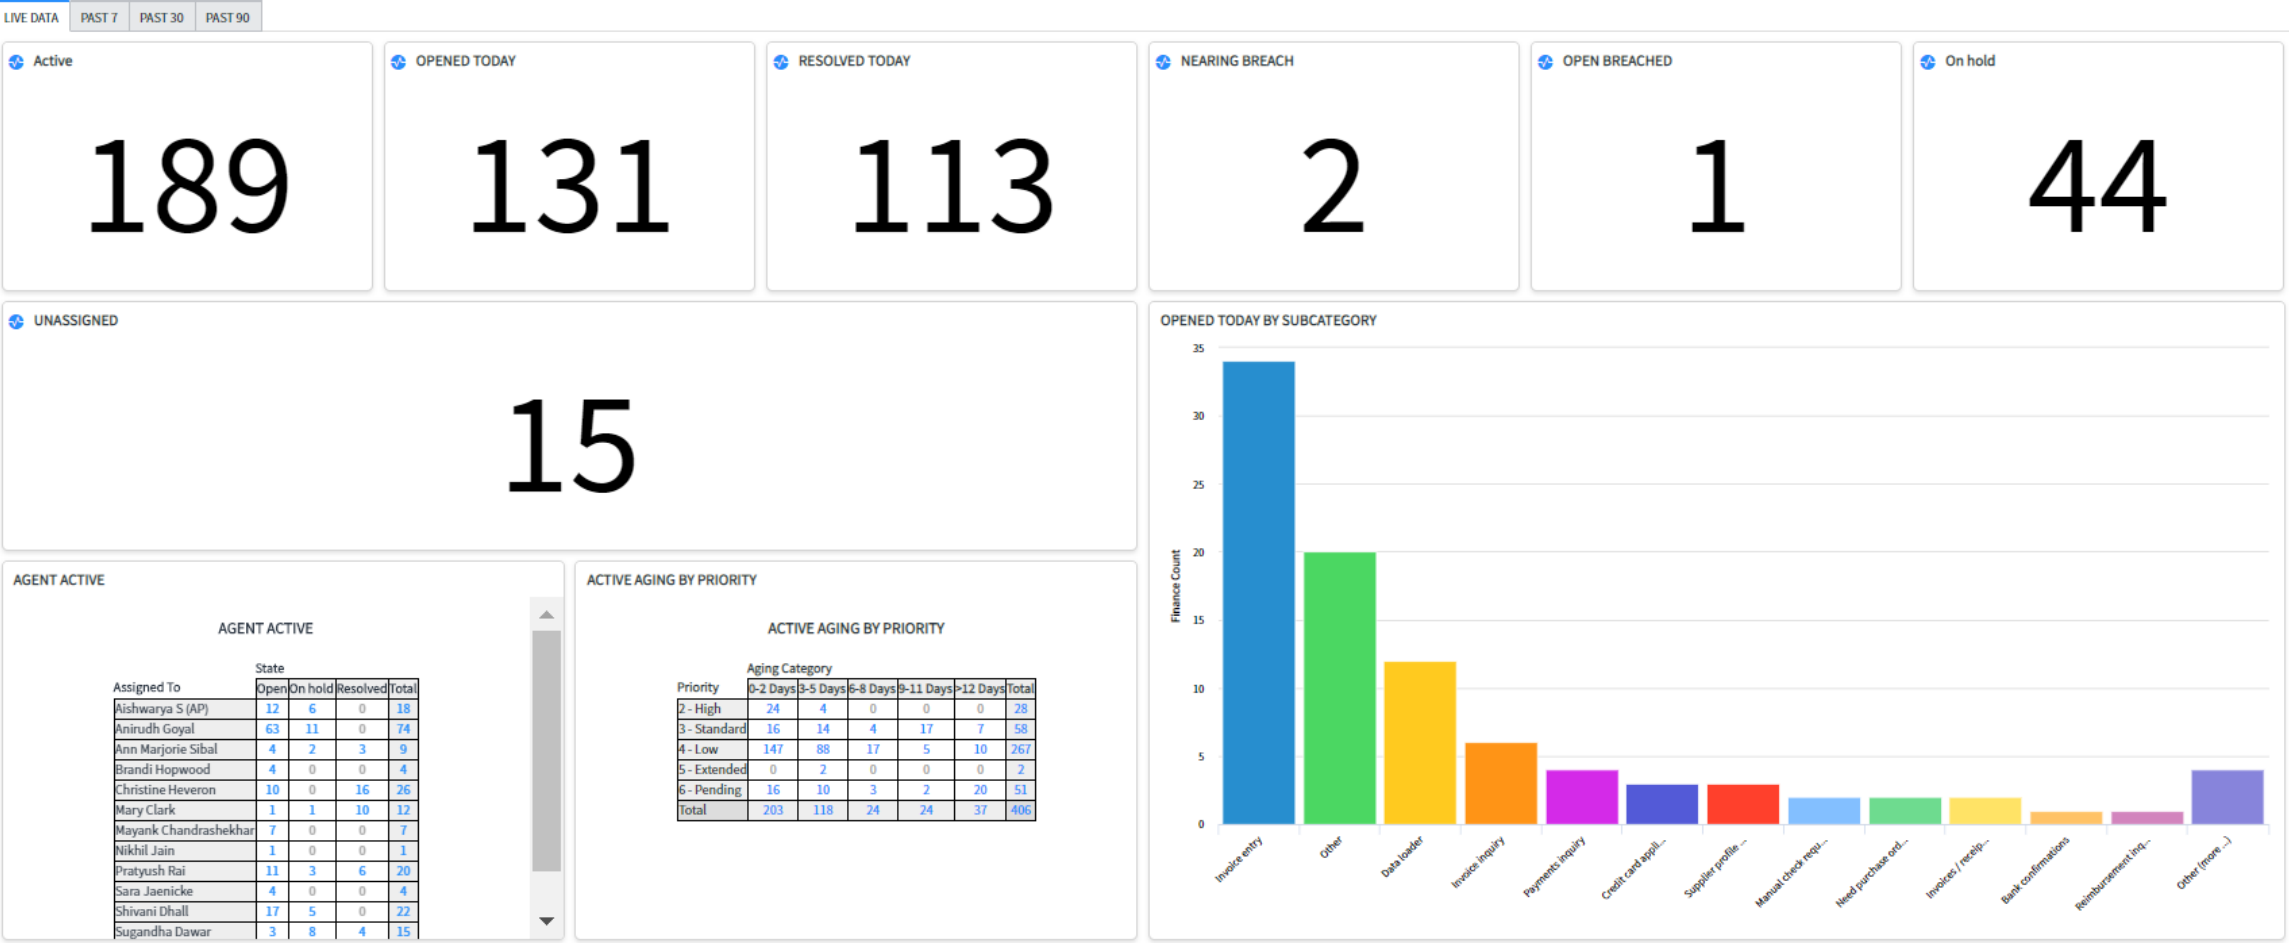 LIVE DATA PAST 7 PAST 30 PAST 90
Active
189
OPENED TODAY
131
RESOLVED TODAY
113
NEARING BREACH
2
OPEN BREACHED
1
On hold
44
UNASSIGNED
15
OPENED TODAY BY SUBCATEGORY
Finance Count
35
30
25
20
15
10
5
0
Invoice entry
Other
Data loader
Invoice inquiry
Payments inquiry
Credit card appli...
Supplier profile ...
Manual check requ...
Need purchase ord...
Invoices / receip...
Bank confirmations
Reimbursement inq...
Other (more ...)
AGENT ACTIVE
AGENT ACTIVE
State
Assigned To Open On hold Resolved Total
Aishwarya S (AP) 12 6 0 18
Anirudh Goyal 63 11 0 74
Ann Marjorie Sibal 4 2 3 9
Brandi Hopwood 4 0 0 4
Christine Heveron 10 0 16 26
Mary Clark 1 1 10 12
Mayank Chandrashekhar 7 0 0 7
Nikhil Jain 1 0 0 1
Pratyush Rai 11 3 6 20
Sara Jaenicke 4 0 0 4
Shivani Dhall 17 5 0 22
Sugandha Dawar 3 8 4 15
ACTIVE AGING BY PRIORITY
ACTIVE AGING BY PRIORITY
Aging Category
Priority 0-2 Days 3-5 Days 6-8 Days 9-11 Days >12 Days Total
2 - High 24 4 0 0 0 28
3 - Standard 16 14 4 17 7 58
4 - Low 147 88 17 5 10 267
5 - Extended 0 2 0 0 0 2
6 - Pending 16 10 3 2 20 51
Total 203 118 24 24 37 406